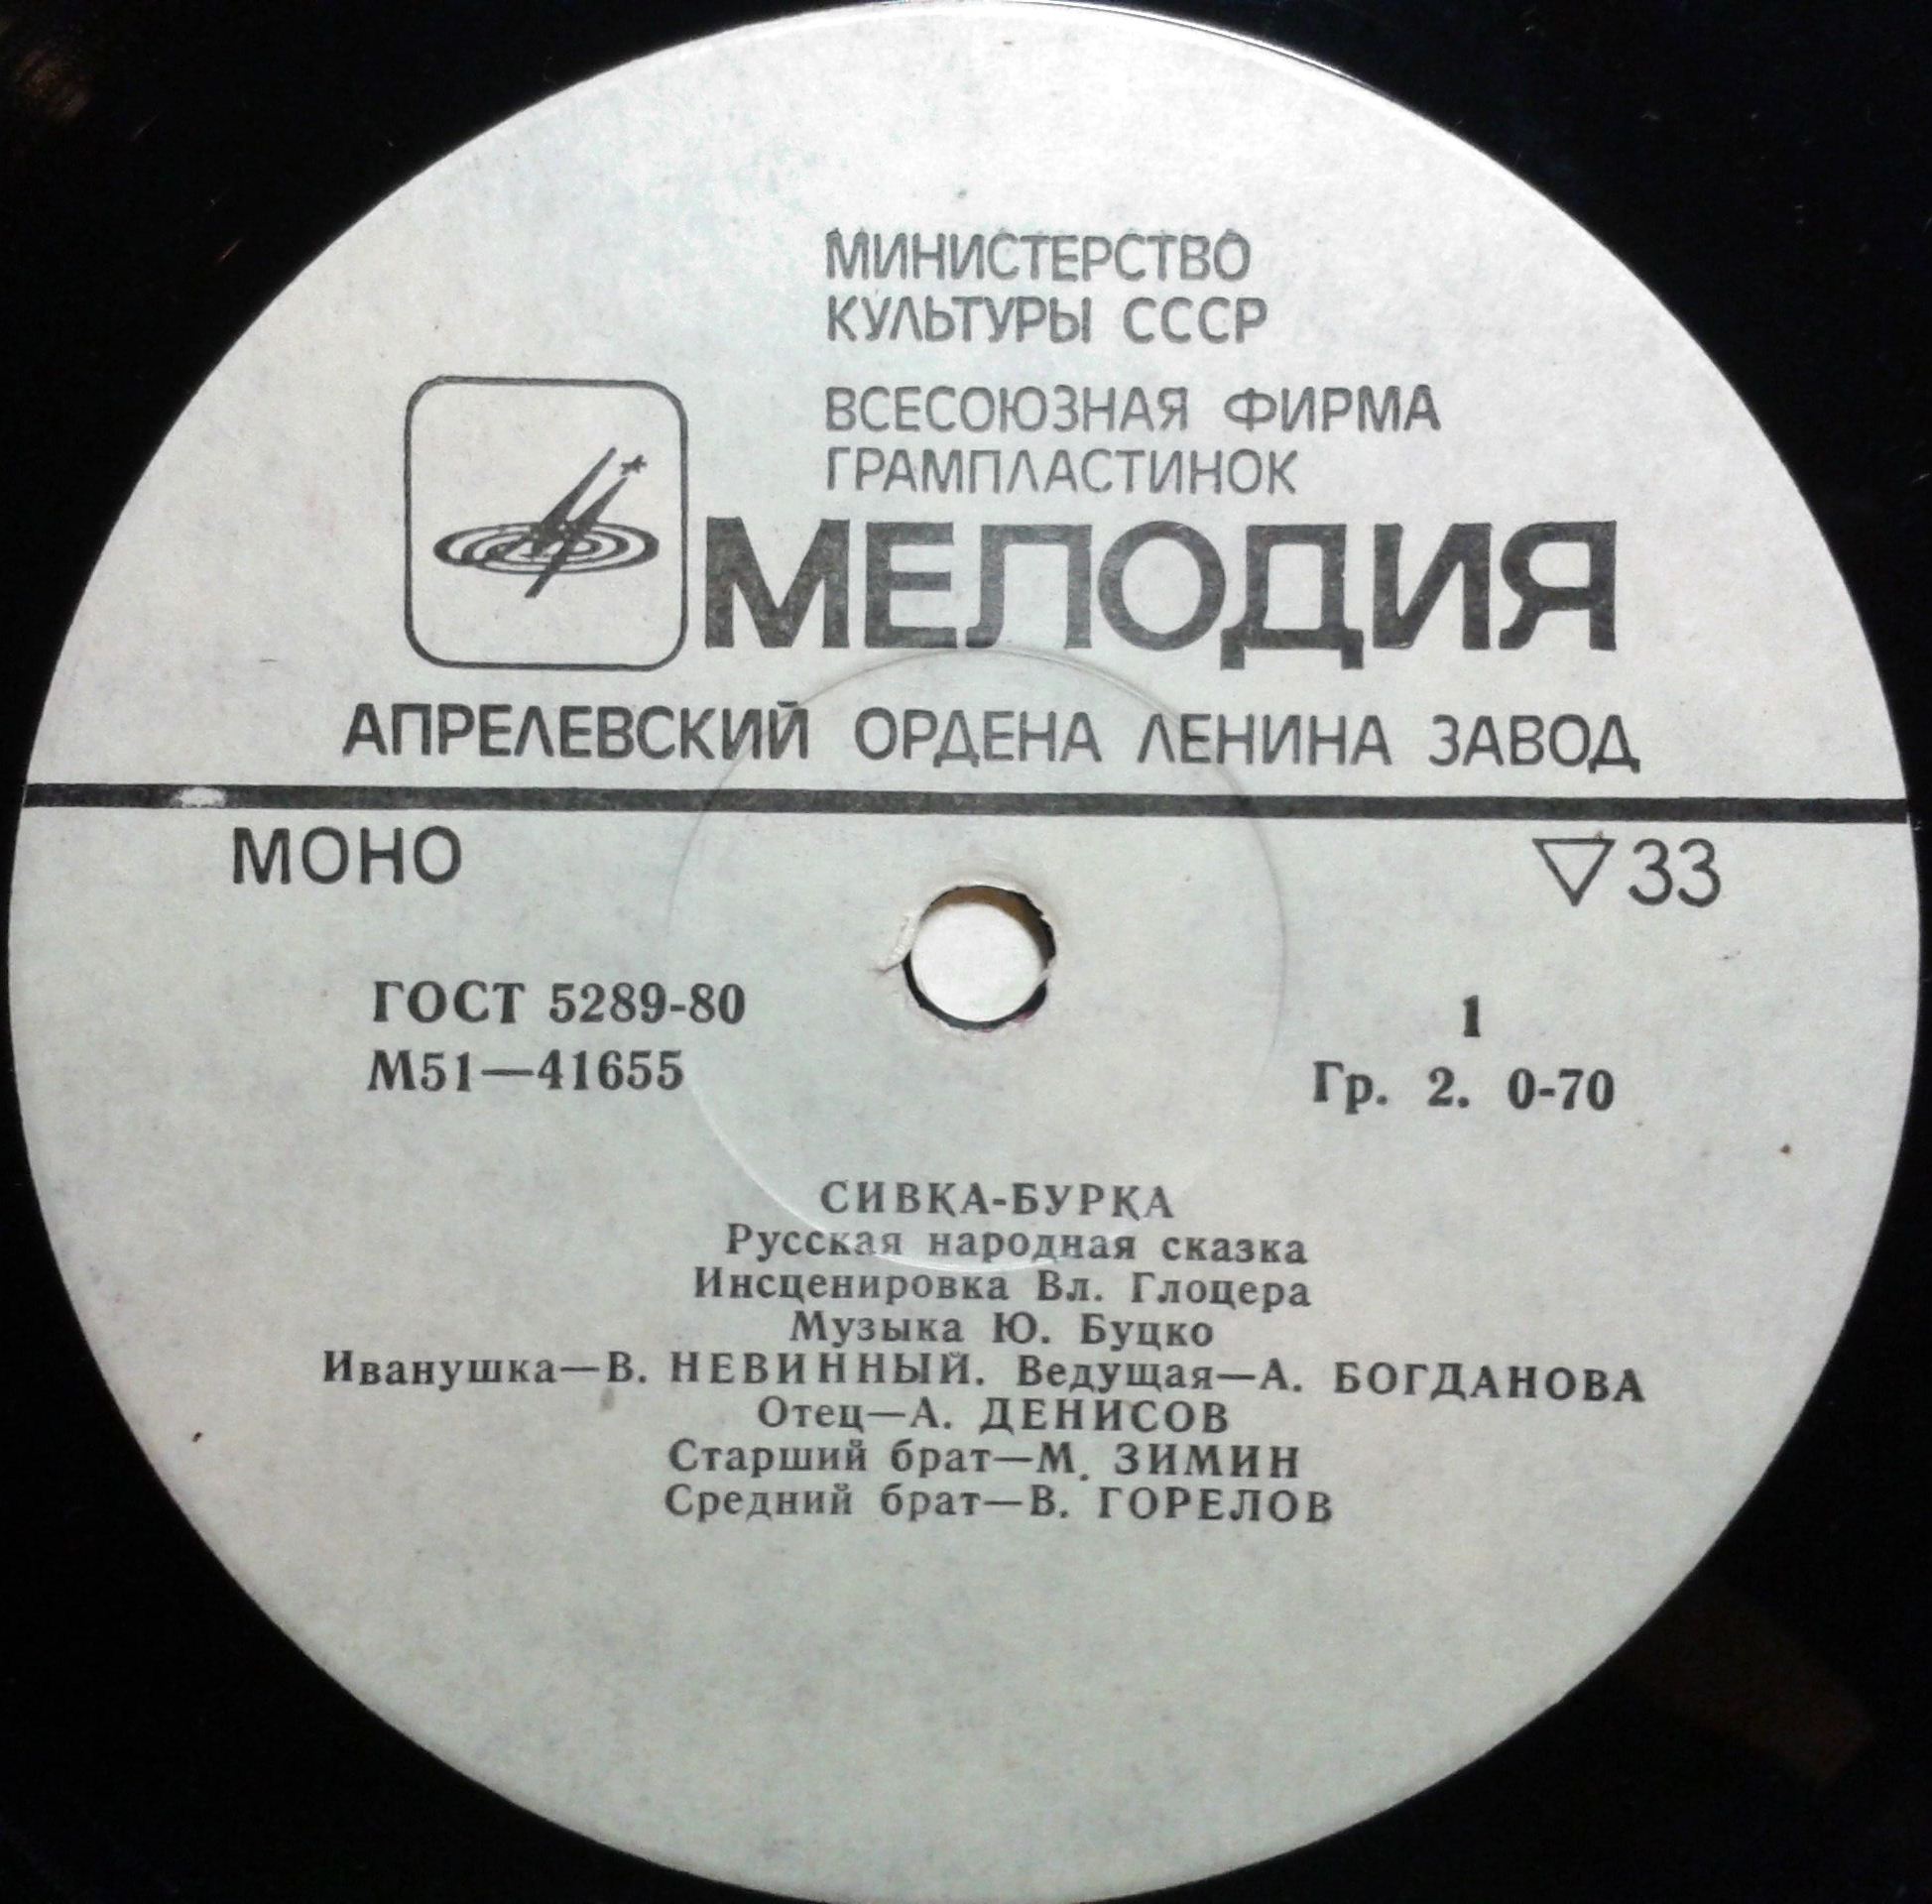 МИНИСТЕРСТВО
КУЛЬТУРЫ СССР
ВСЕСОЮЗНАЯ ФИРМА
ГРАМПЛАСТИНОК
МЕЛОДИЯ
АПРЕЛЕВСКИЙ ОРДЕНА ЛЕНИНА ЗАВОД
МОНО
▽33
ГОСТ 5289-80
М51—41655
1
Гр. 2. 0-70
СИВКА-БУРКА
Русская народная сказка
Инсценировка Вл. Глоцера
Музыка Ю. Буцко
Иванушка—В. НЕВИННЫЙ. Ведущая—А. БОГДАНОВА
Отец—А. ДЕНИСОВ
Старший брат—М. ЗИМИН
Средний брат—В. ГОРЕЛОВ